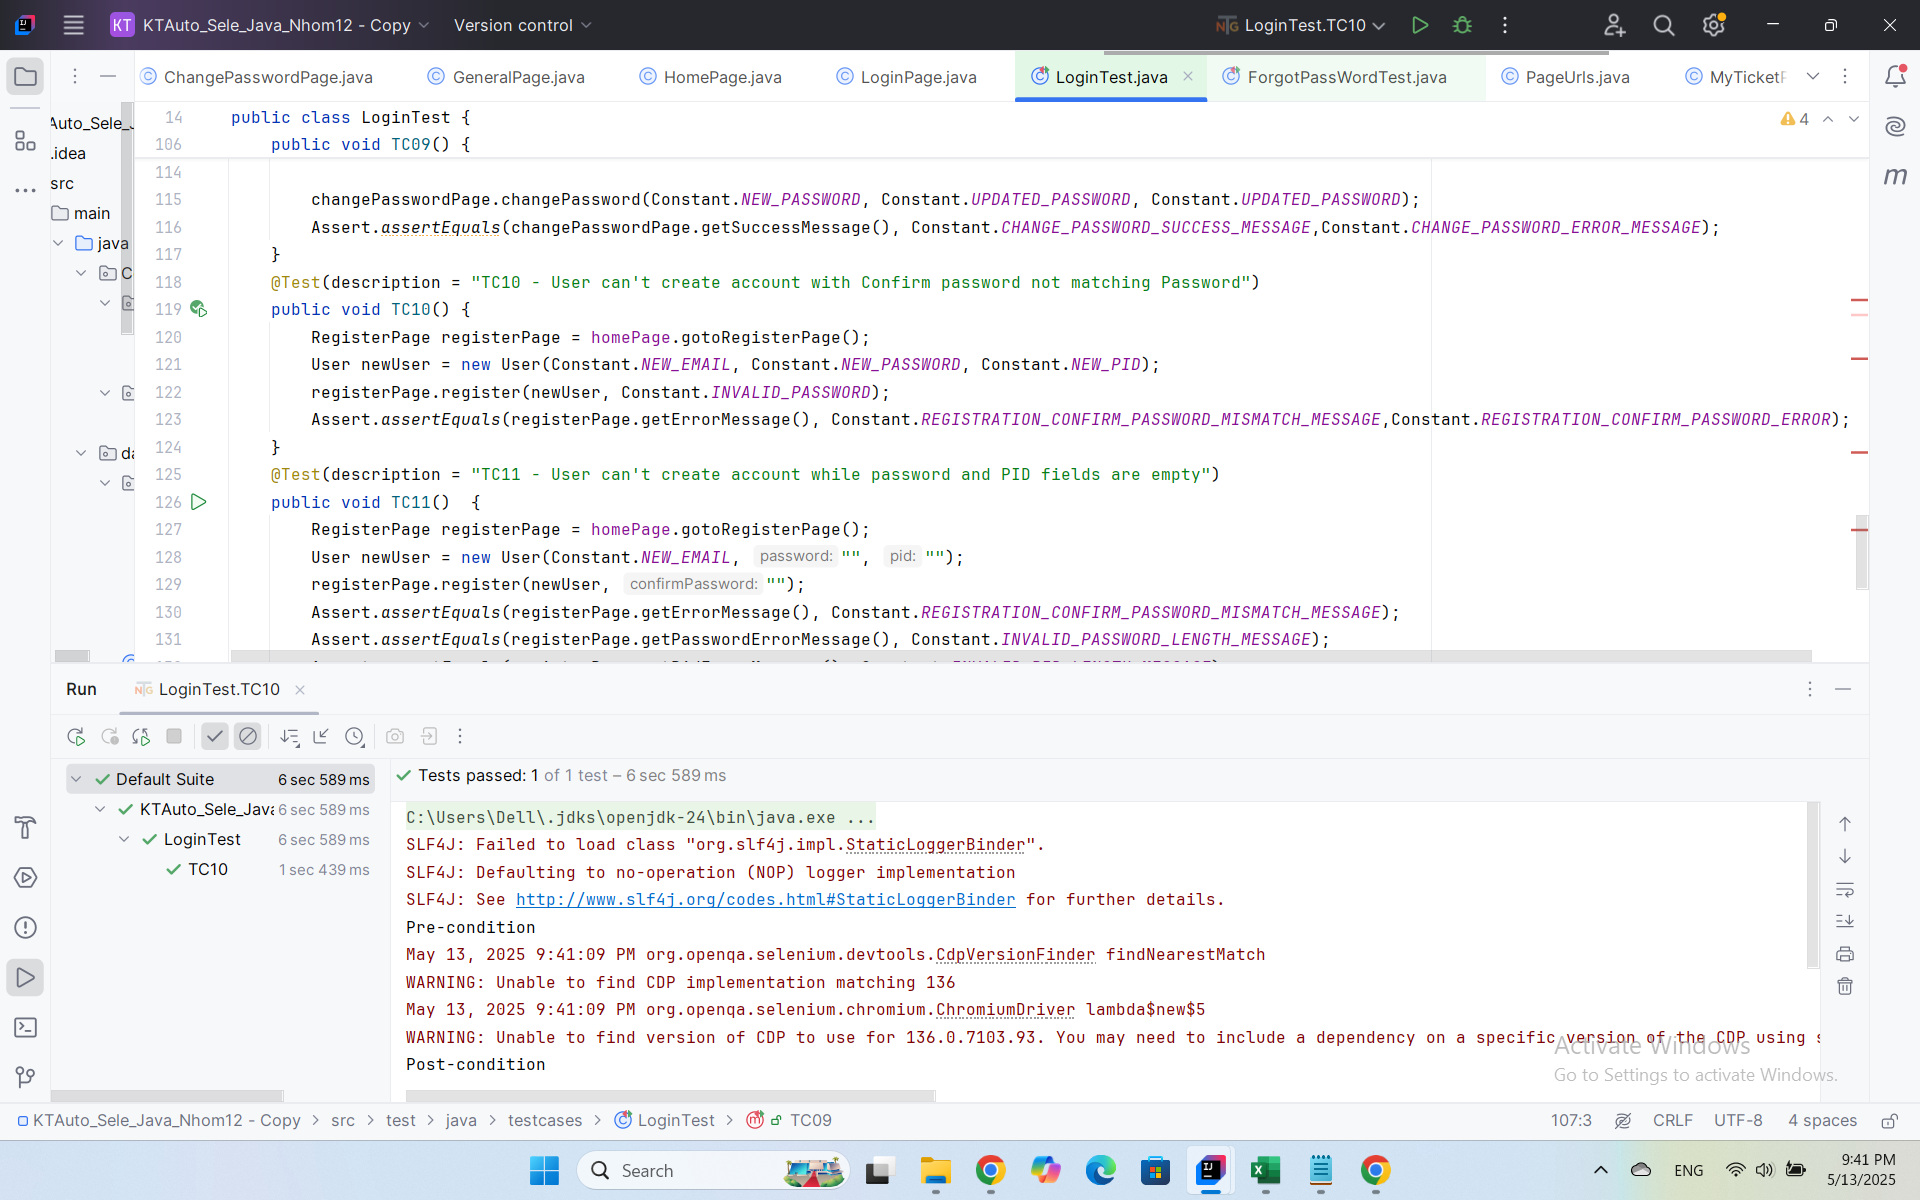 KT KTAuto_Sele_Java_Nhom12 - Copy Version control LoginTest.TC10
ChangePasswordPage.java GeneralPage.java HomePage.java LoginPage.java LoginTest.java ForgotPassWordTest.java PageUrls.java MyTicketP
14 public class LoginTest {
106 public void TC09() {
4
114
115 changePasswordPage.changePassword(Constant.NEW_PASSWORD, Constant.UPDATED_PASSWORD, Constant.UPDATED_PASSWORD);
116 Assert.assertEquals(changePasswordPage.getSuccessMessage(), Constant.CHANGE_PASSWORD_SUCCESS_MESSAGE,Constant.CHANGE_PASSWORD_ERROR_MESSAGE);
117 }
118 @Test(description = "TC10 - User can't create account with Confirm password not matching Password")
119 public void TC10() {
120 RegisterPage registerPage = homePage.gotoRegisterPage();
121 User newUser = new User(Constant.NEW_EMAIL, Constant.NEW_PASSWORD, Constant.NEW_PID);
122 registerPage.register(newUser, Constant.INVALID_PASSWORD);
123 Assert.assertEquals(registerPage.getErrorMessage(), Constant.REGISTRATION_CONFIRM_PASSWORD_MISMATCH_MESSAGE,Constant.REGISTRATION_CONFIRM_PASSWORD_ERROR);
124 }
125 @Test(description = "TC11 - User can't create account while password and PID fields are empty")
126 public void TC11() {
127 RegisterPage registerPage = homePage.gotoRegisterPage();
128 User newUser = new User(Constant.NEW_EMAIL, password: "", pid: "");
129 registerPage.register(newUser, confirmPassword: "");
130 Assert.assertEquals(registerPage.getErrorMessage(), Constant.REGISTRATION_CONFIRM_PASSWORD_MISMATCH_MESSAGE);
131 Assert.assertEquals(registerPage.getPasswordErrorMessage(), Constant.INVALID_PASSWORD_LENGTH_MESSAGE);
Auto_Sele_J
.idea
src
main
java
C
da
Run LoginTest.TC10
Default Suite 6 sec 589 ms
KTAuto_Sele_Java 6 sec 589 ms
LoginTest 6 sec 589 ms
TC10 1 sec 439 ms
Tests passed: 1 of 1 test – 6 sec 589 ms
C:\Users\Dell\.jdks\openjdk-24\bin\java.exe ...
SLF4J: Failed to load class "org.slf4j.impl.StaticLoggerBinder".
SLF4J: Defaulting to no-operation (NOP) logger implementation
SLF4J: See http://www.slf4j.org/codes.html#StaticLoggerBinder for further details.
Pre-condition
May 13, 2025 9:41:09 PM org.openqa.selenium.devtools.CdpVersionFinder findNearestMatch
WARNING: Unable to find CDP implementation matching 136
May 13, 2025 9:41:09 PM org.openqa.selenium.chromium.ChromiumDriver lambda$new$5
WARNING: Unable to find version of CDP to use for 136.0.7103.93. You may need to include a dependency on a specific version of the CDP using s
Post-condition
Activate Windows
Go to Settings to activate Windows.
KTAuto_Sele_Java_Nhom12 - Copy > src > test > java > testcases > LoginTest > TC09 107:3 CRLF UTF-8 4 spaces
Search ENG 9:41 PM
5/13/2025